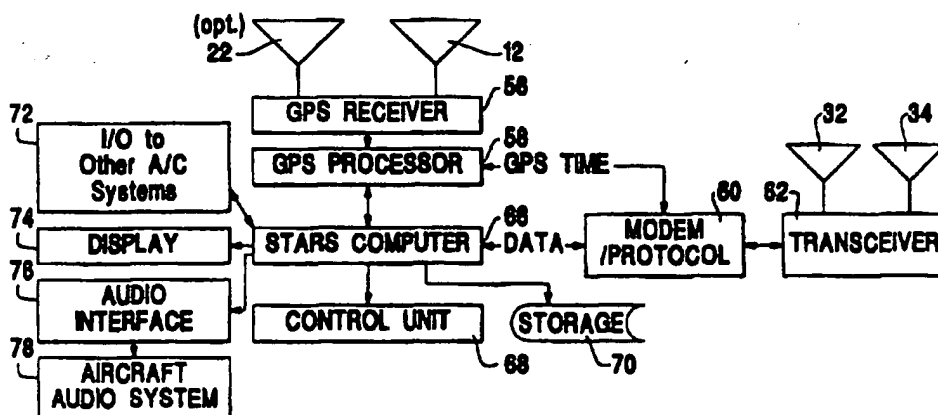 (opt.)
22
12
56
GPS RECEIVER
72
I/O to
Other A/C
Systems
58
GPS PROCESSOR
GPS TIME
32
34
74
DISPLAY
66
STARS COMPUTER
DATA
60
MODEM
/PROTOCOL
62
TRANSCEIVER
76
AUDIO
INTERFACE
CONTROL UNIT
68
STORAGE
70
78
AIRCRAFT
AUDIO SYSTEM